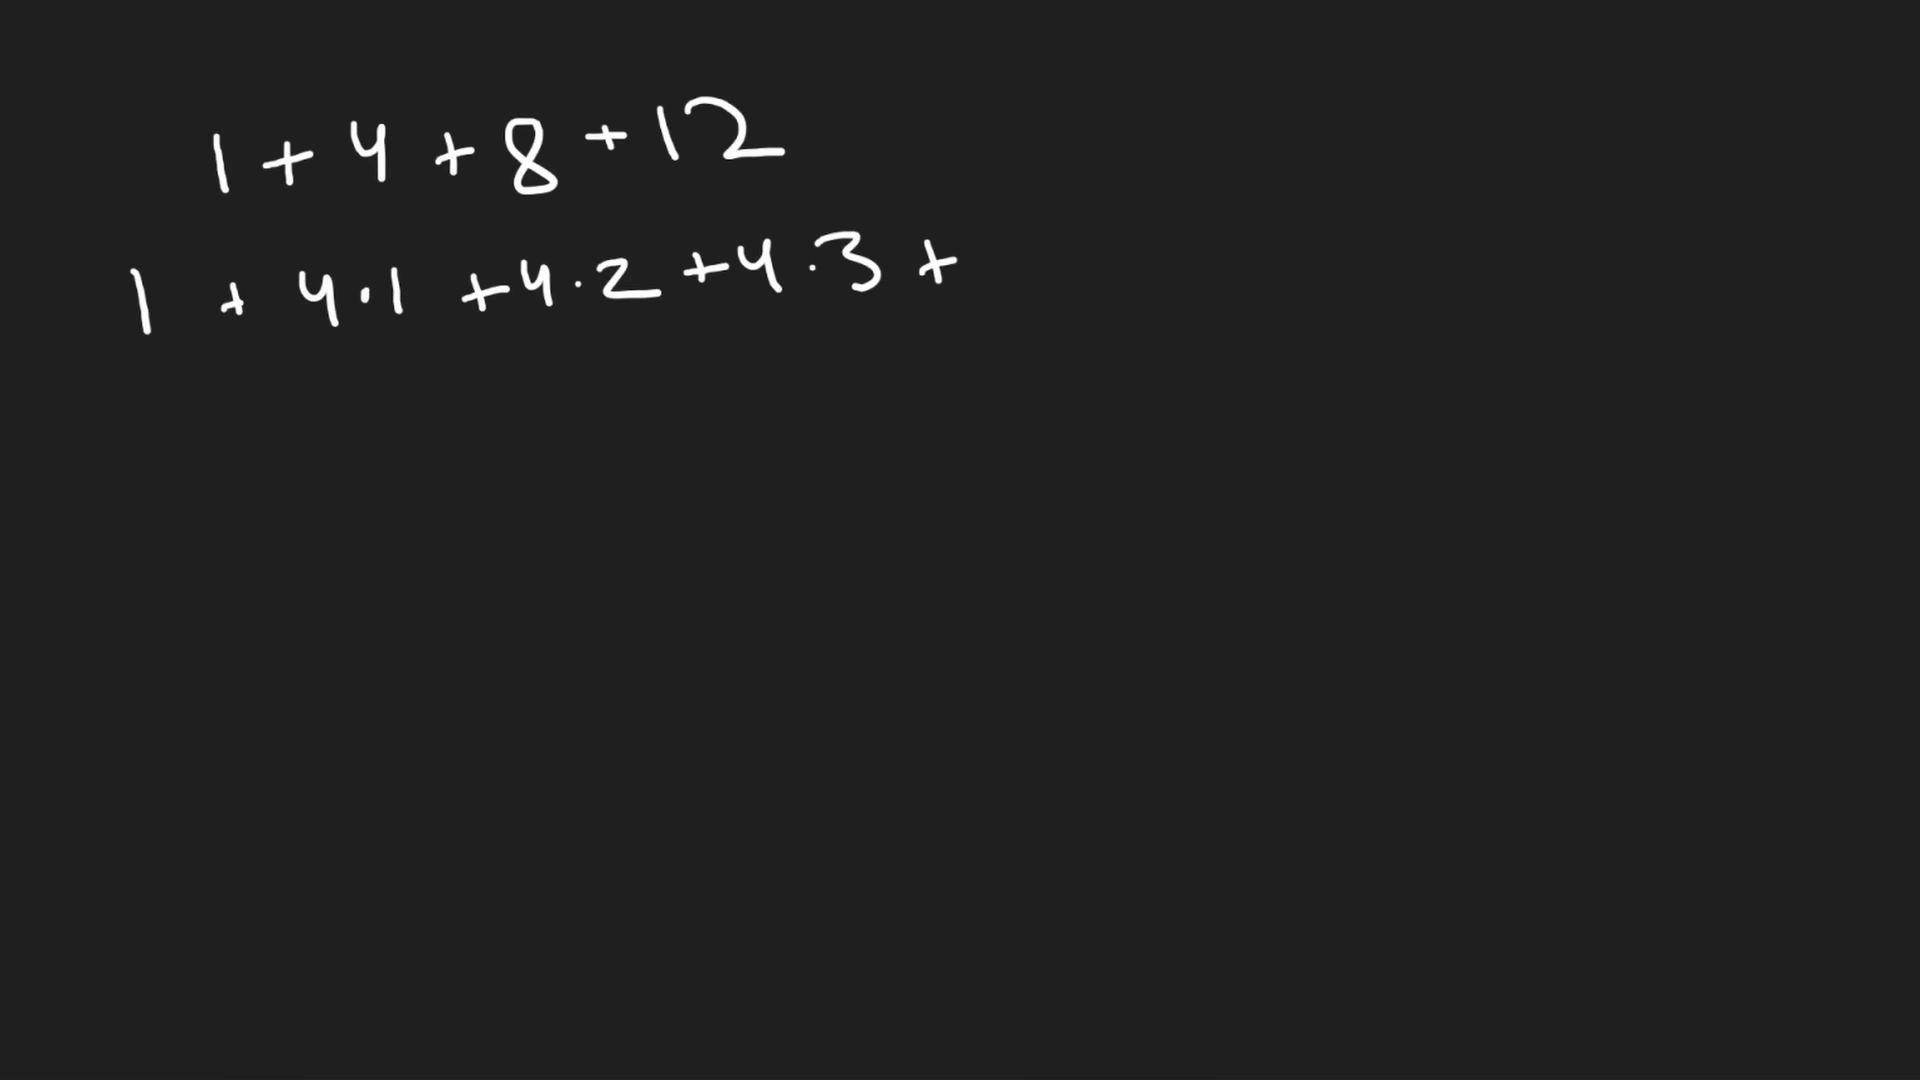 1 + 4 + 8 + 12
1 + 4·1 + 4·2 + 4·3 +